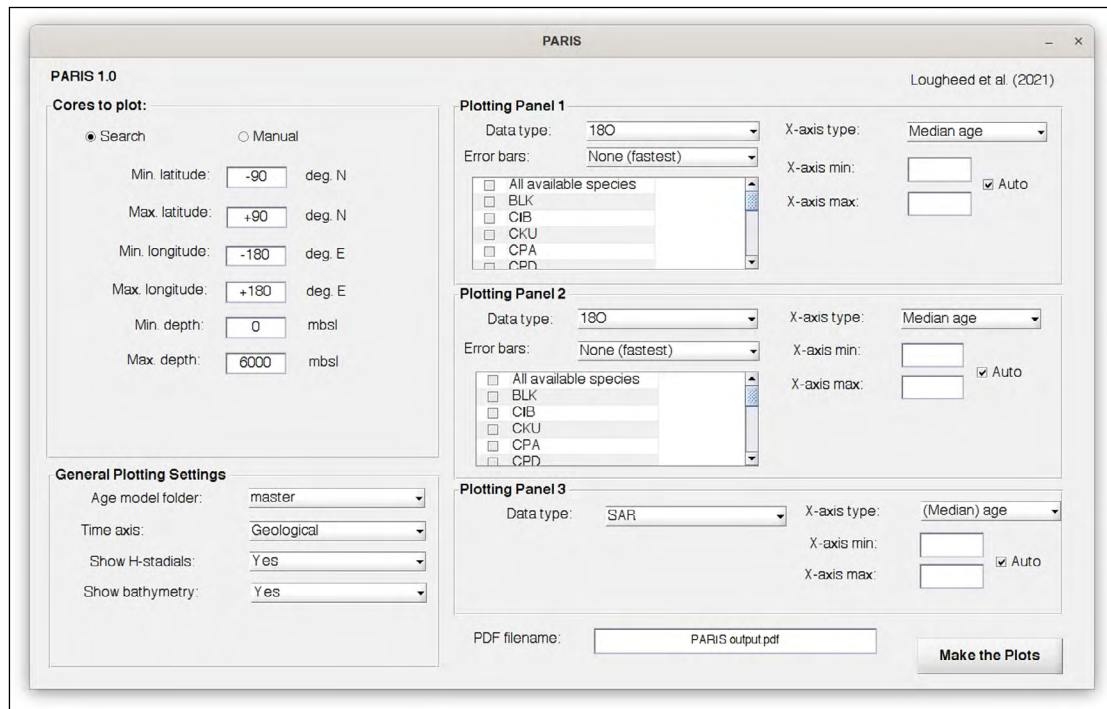 PARIS
PARIS 1.0
Lougheed et al. (2021)
Cores to plot:
Search Manual
Min. latitude: -90 deg. N
Max. latitude: +90 deg. N
Min. longitude: -180 deg. E
Max. longitude: +180 deg. E
Min. depth: 0 mbsl
Max. depth: 6000 mbsl
General Plotting Settings
Age model folder: master
Time axis: Geological
Show H-stadials: Yes
Show bathymetry: Yes
Plotting Panel 1
Data type: 18O X-axis type: Median age
Error bars: None (fastest) X-axis min:
Auto
X-axis max:
All available species
BLK
CIB
CKU
CPA
CPD
Plotting Panel 2
Data type: 18O X-axis type: Median age
Error bars: None (fastest) X-axis min:
Auto
X-axis max:
All available species
BLK
CIB
CKU
CPA
CPD
Plotting Panel 3
Data type: SAR X-axis type: (Median) age
X-axis min:
Auto
X-axis max:
PDF filename: PARIS output.pdf
Make the Plots